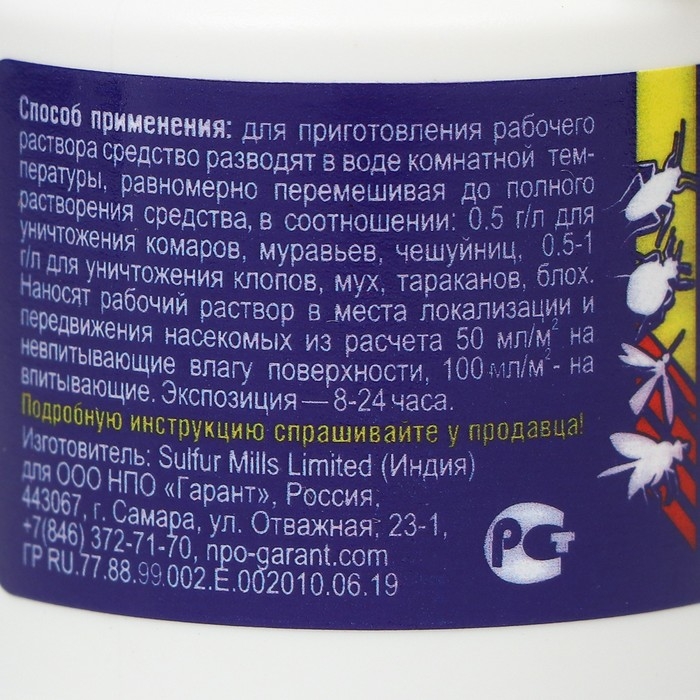 Способ применения: для приготовления рабочего
раствора средство разводят в воде комнатной тем-
пературы, равномерно перемешивая до полного
растворения средства, в соотношении: 0.5 г/л для
уничтожения комаров, муравьев, чешуйниц, 0.5-1
г/л для уничтожения клопов, мух, тараканов, блох.
Наносят рабочий раствор в места локализации и
передвижения насекомых из расчета 50 мл/м² на
невпитывающие влагу поверхности, 100 мл/м²- на
впитывающие. Экспозиция — 8-24 часа.
Подробную инструкцию спрашивайте у продавца!
Изготовитель: Sulfur Mills Limited (Индия)
для ООО НПО «Гарант», Россия;
443067, г. Самара, ул. Отважная; 23-1,
+7(846) 372-71-70, npo-garant.com
ГР RU.77.88.99.002.Е.002010.06.19
РСТ